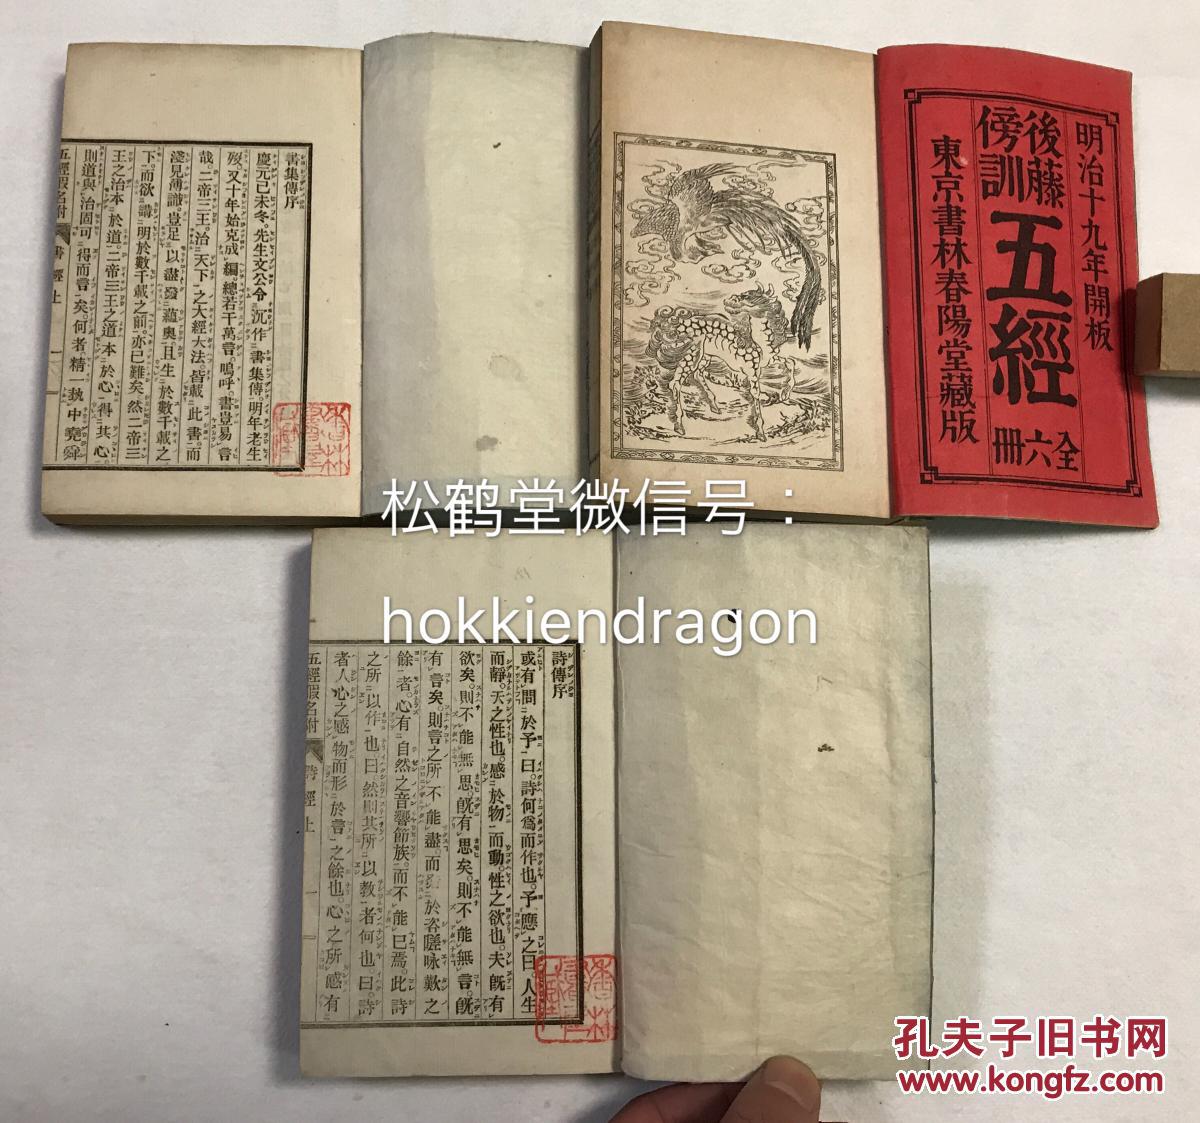 明治十九年開板
後藤
傍訓
五經
全六冊
東京書林春陽堂藏版
書集傳序
慶元己未冬。先生文公令沉作書集傳。明年老生
歿又十年始克成編。總若干萬言。嗚呼。書豈易言
哉。二帝三王。治天下之大經大法。皆載此書。而
淺見薄識。豈足以盡發蘊奧。且生於數千載之
下。而欲講明於數千載之前。亦已難矣然二帝三
王之治本於道。二帝三王之道本於心。得其心。
則道與治固可得而言矣。何者精一執中。堯舜
五經假名附
書經上
一
詩傳序
或有問於予曰。詩何爲而作也。予應之曰。人生
而靜。天之性也。感於物而動。性之欲也。夫既有
欲矣。則不能無思。既有思矣。則不能無言。既
有言矣。則言之所不能盡。而於咨嗟咏歎之
餘者。心有自然之音響節族。而不能已焉。此詩
之所以作也曰然則其所以教者何也曰。詩
者人心之感物而形於言之餘也。心之所感有
五經假名附
詩經上
一
松鹤堂微信号：
hokkiendragon
孔夫子旧书网
www.kongfz.com